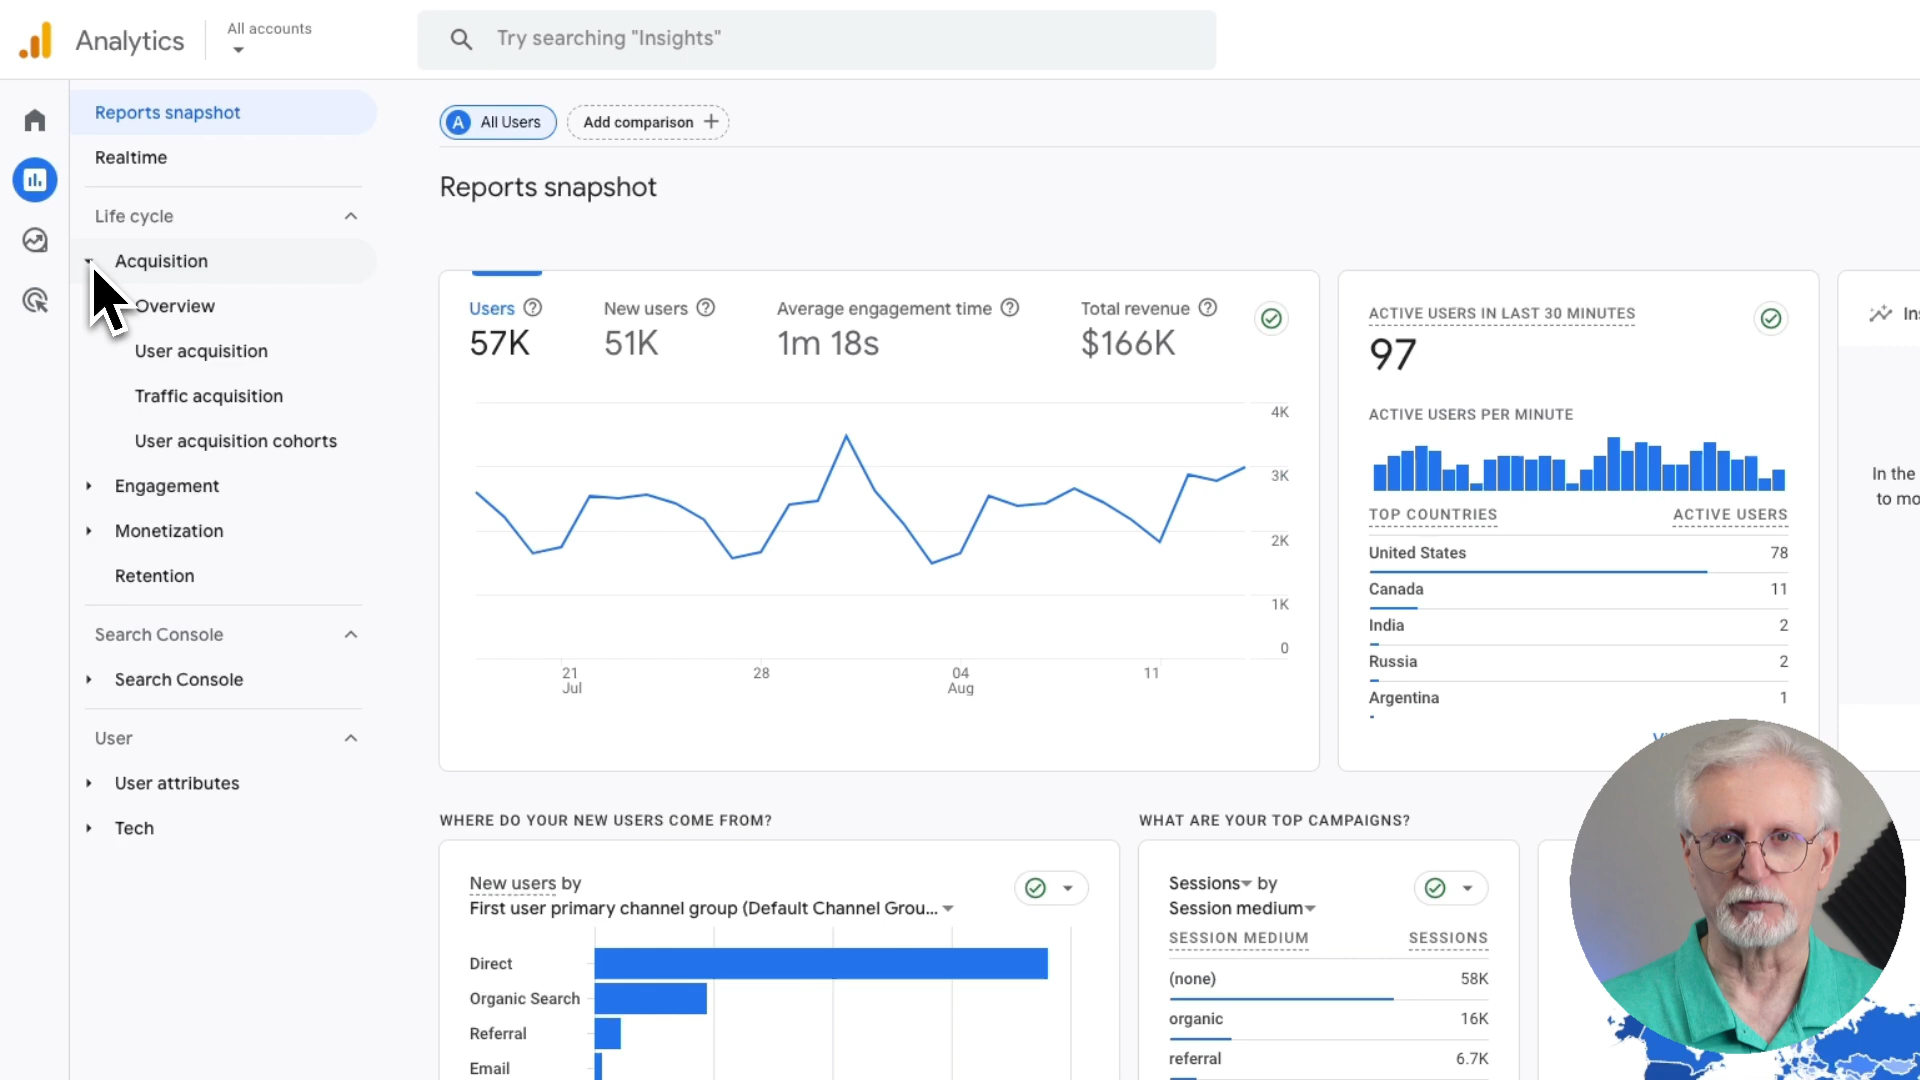 Analytics
All accounts
Try searching "Insights"
Reports snapshot
Realtime
Life cycle
Acquisition
Overview
User acquisition
Traffic acquisition
User acquisition cohorts
Engagement
Monetization
Retention
Search Console
Search Console
User
User attributes
Tech
A All Users
Add comparison
Reports snapshot
Users
57K
New users
51K
Average engagement time
1m 18s
Total revenue
$166K
4K
3K
2K
1K
0
21
Jul
28
04
Aug
11
ACTIVE USERS IN LAST 30 MINUTES
97
ACTIVE USERS PER MINUTE
TOP COUNTRIES ACTIVE USERS
United States 78
Canada 11
India 2
Russia 2
Argentina 1
In the
to mo
WHERE DO YOUR NEW USERS COME FROM?
New users by
First user primary channel group (Default Channel Grou...
Direct
Organic Search
Referral
Email
WHAT ARE YOUR TOP CAMPAIGNS?
Sessions by
Session medium
SESSION MEDIUM SESSIONS
(none) 58K
organic 16K
referral 6.7K